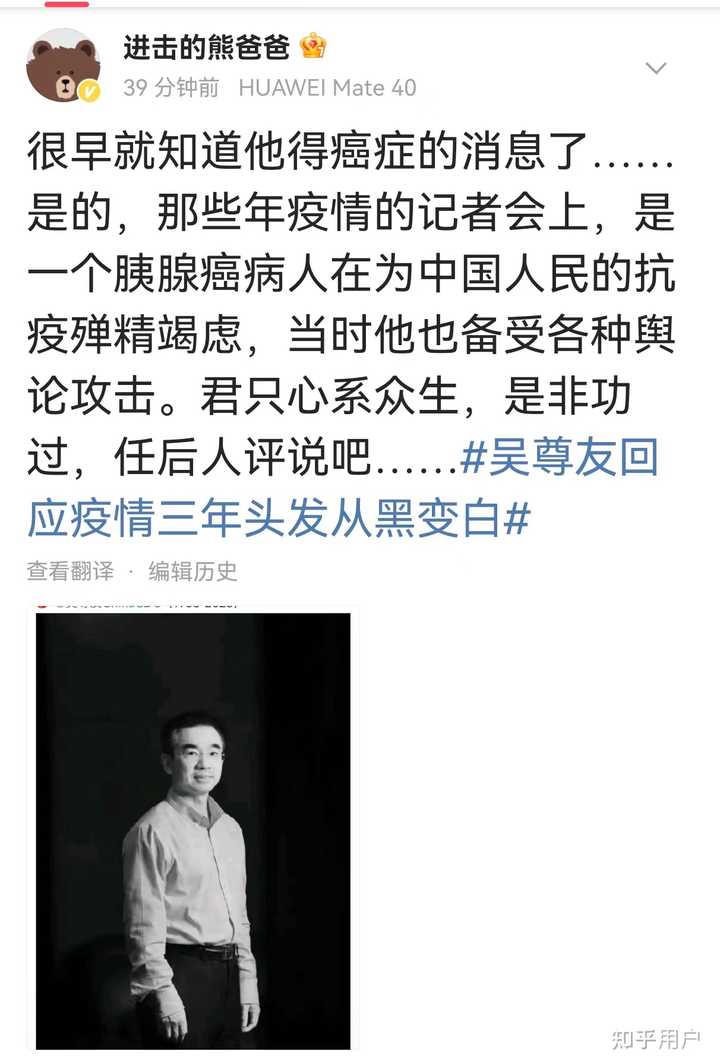 进击的熊爸爸
39 分钟前 HUAWEI Mate 40
很早就知道他得癌症的消息了……
是的，那些年疫情的记者会上，是
一个胰腺癌病人在为中国人民的抗
疫殚精竭虑，当时他也备受各种舆
论攻击。君只心系众生，是非功
过，任后人评说吧……#吴尊友回
应疫情三年头发从黑变白#
查看翻译 · 编辑历史
知乎用户